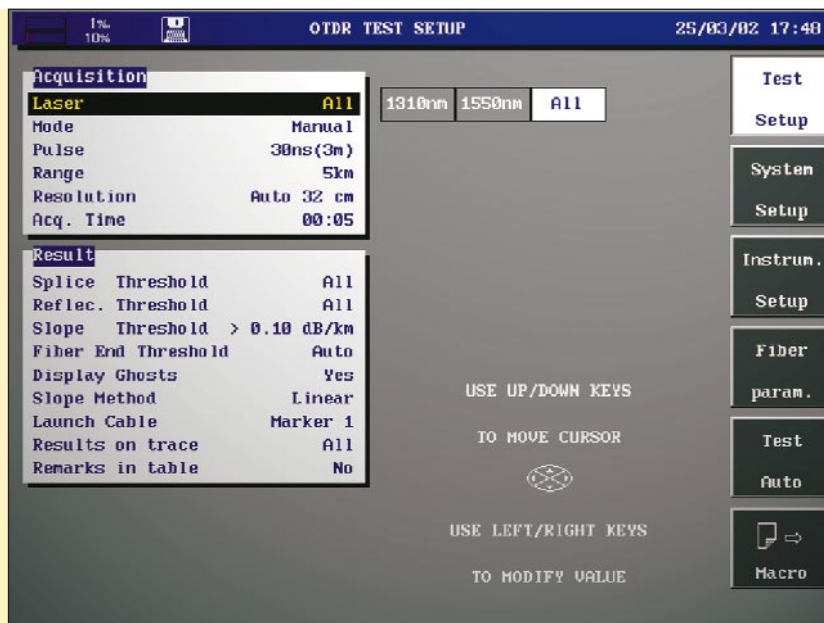 1‰
10%
OTDR TEST SETUP
25/03/02 17:48
Acquisition
Laser All
Mode Manual
Pulse 30ns(3m)
Range 5km
Resolution Auto 32 cm
Acq. Time 00:05
1310nm 1550nm All
Result
Splice Threshold All
Reflec. Threshold All
Slope Threshold > 0.10 dB/km
Fiber End Threshold Auto
Display Ghosts Yes
Slope Method Linear
Launch Cable Marker 1
Results on trace All
Remarks in table No
USE UP/DOWN KEYS
TO MOVE CURSOR
USE LEFT/RIGHT KEYS
TO MODIFY VALUE
Test
Setup
System
Setup
Instrum.
Setup
Fiber
param.
Test
Auto
Macro